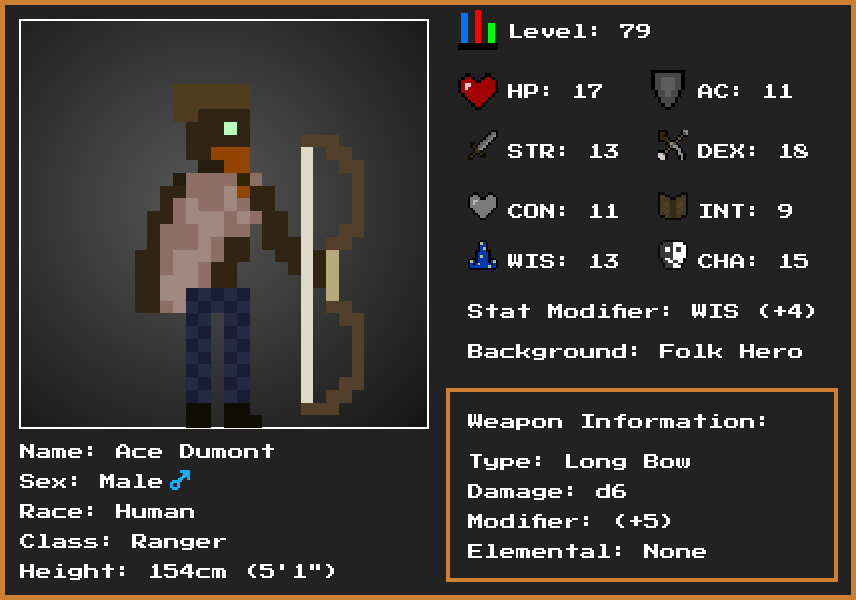 Level: 79
HP: 17 AC: 11
STR: 13 DEX: 18
CON: 11 INT: 9
WIS: 13 CHA: 15
Stat Modifier: WIS (+4)
Background: Folk Hero
Weapon Information:
Type: Long Bow
Damage: d6
Modifier: (+5)
Elemental: None
Name: Ace Dumont
Sex: Male ♂
Race: Human
Class: Ranger
Height: 154cm (5'1")